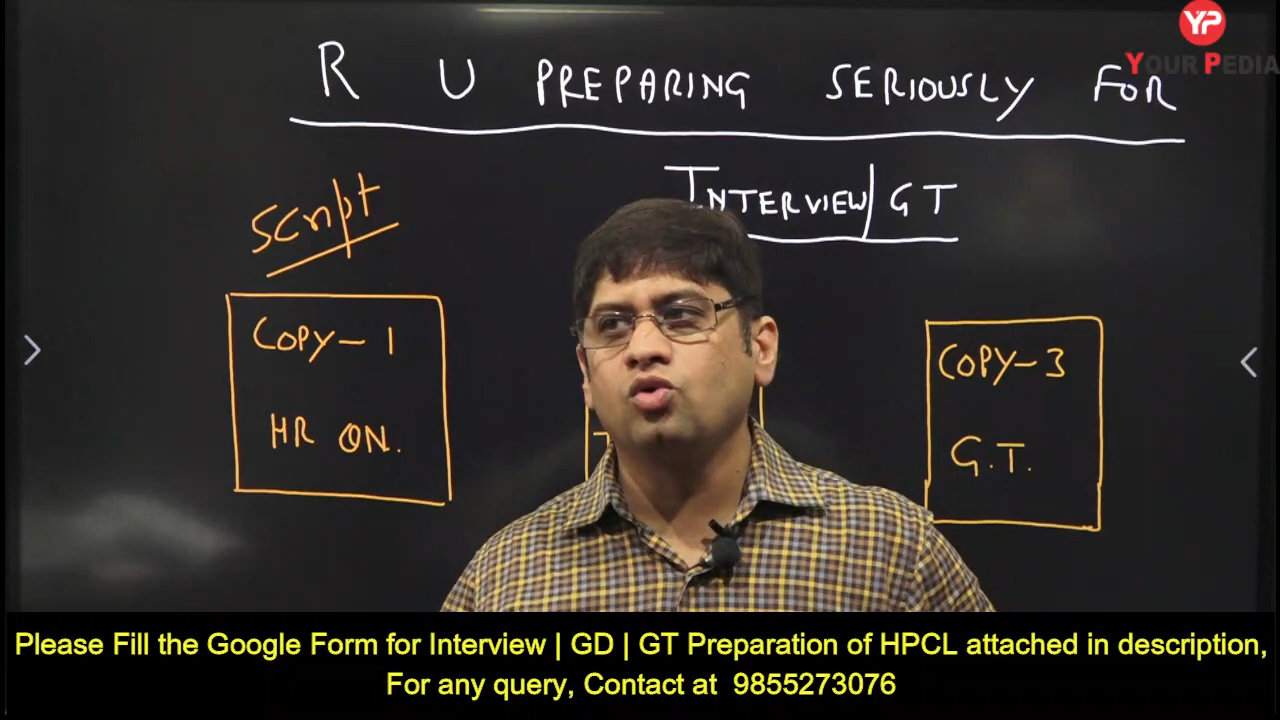 YP
YOUR PEDIA
R U PREPARING SERIOUSLY FOR
INTERVIEW/GT
Script
COPY-1
HR QN.
COPY-3
G.T.
Please Fill the Google Form for Interview | GD | GT Preparation of HPCL attached in description,
For any query, Contact at 9855273076